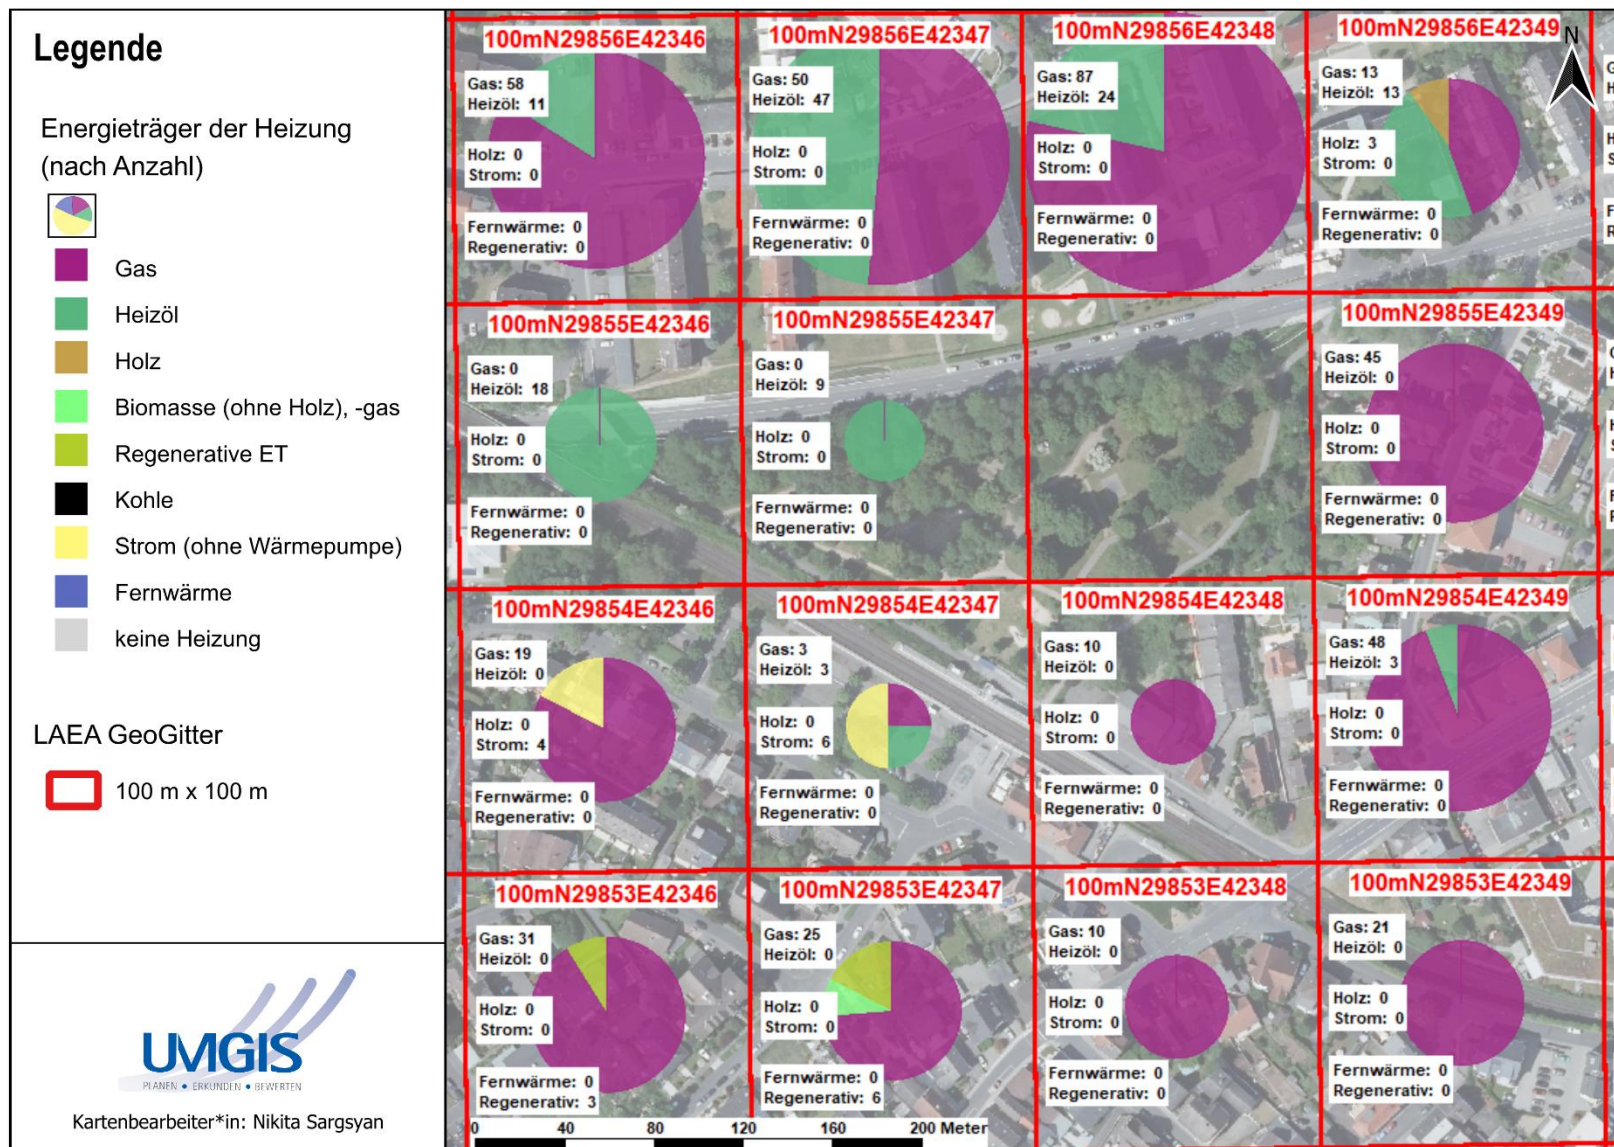 Legende
Energieträger der Heizung
(nach Anzahl)
Gas
Heizöl
Holz
Biomasse (ohne Holz), -gas
Regenerative ET
Kohle
Strom (ohne Wärmepumpe)
Fernwärme
keine Heizung
LAEA GeoGitter
100 m x 100 m
UMGIS
PLANEN • ERKUNDEN • BEWERTEN
Kartenbearbeiter*in: Nikita Sargsyan
N
100mN29856E42346
Gas: 58
Heizöl: 11
Holz: 0
Strom: 0
Fernwärme: 0
Regenerativ: 0
100mN29856E42347
Gas: 50
Heizöl: 47
Holz: 0
Strom: 0
Fernwärme: 0
Regenerativ: 0
100mN29856E42348
Gas: 87
Heizöl: 24
Holz: 0
Strom: 0
Fernwärme: 0
Regenerativ: 0
100mN29856E42349
Gas: 13
Heizöl: 13
Holz: 3
Strom: 0
Fernwärme: 0
Regenerativ: 0
100mN29855E42346
Gas: 0
Heizöl: 18
Holz: 0
Strom: 0
Fernwärme: 0
Regenerativ: 0
100mN29855E42347
Gas: 0
Heizöl: 9
Holz: 0
Strom: 0
Fernwärme: 0
Regenerativ: 0
100mN29855E42349
Gas: 45
Heizöl: 0
Holz: 0
Strom: 0
Fernwärme: 0
Regenerativ: 0
100mN29854E42346
Gas: 19
Heizöl: 0
Holz: 0
Strom: 4
Fernwärme: 0
Regenerativ: 0
100mN29854E42347
Gas: 3
Heizöl: 3
Holz: 0
Strom: 6
Fernwärme: 0
Regenerativ: 0
100mN29854E42348
Gas: 10
Heizöl: 0
Holz: 0
Strom: 0
Fernwärme: 0
Regenerativ: 0
100mN29854E42349
Gas: 48
Heizöl: 3
Holz: 0
Strom: 0
Fernwärme: 0
Regenerativ: 0
100mN29853E42346
Gas: 31
Heizöl: 0
Holz: 0
Strom: 0
Fernwärme: 0
Regenerativ: 3
100mN29853E42347
Gas: 25
Heizöl: 0
Holz: 0
Strom: 0
Fernwärme: 0
Regenerativ: 6
100mN29853E42348
Gas: 10
Heizöl: 0
Holz: 0
Strom: 0
Fernwärme: 0
Regenerativ: 0
100mN29853E42349
Gas: 21
Heizöl: 0
Holz: 0
Strom: 0
Fernwärme: 0
Regenerativ: 0
0 40 80 120 160 200 Meter